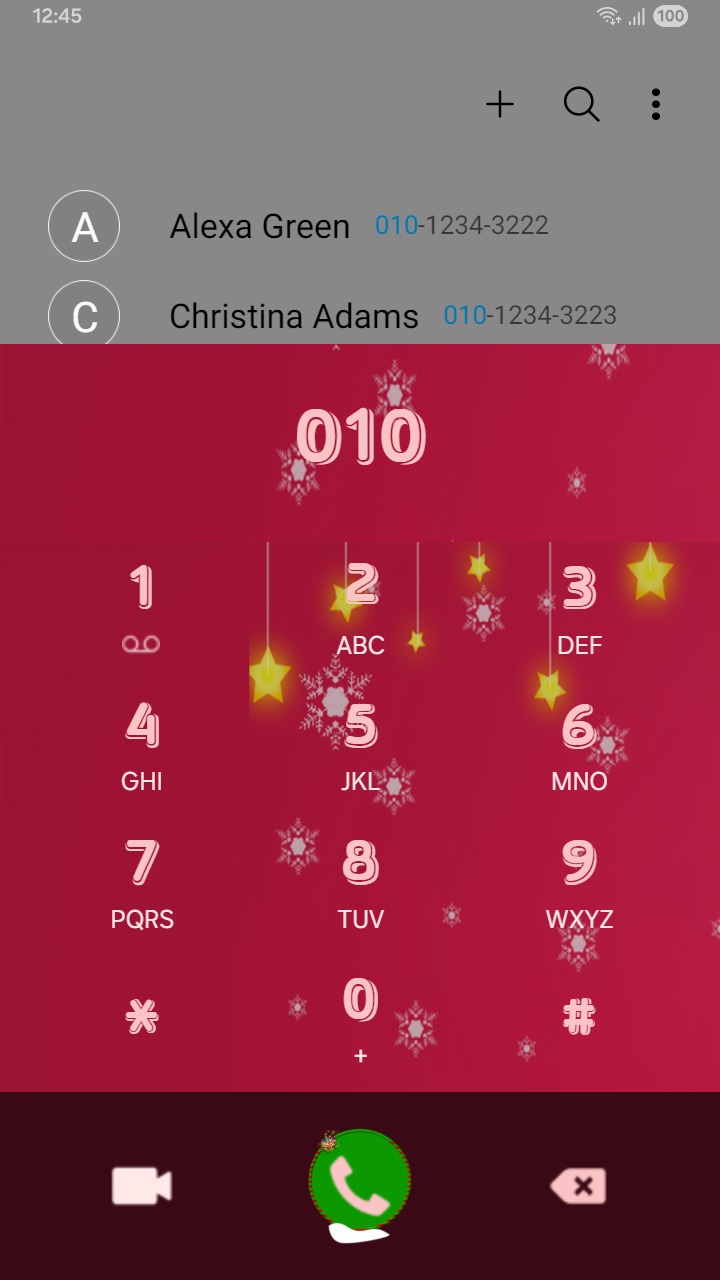 12:45 100
A Alexa Green 010-1234-3222
C Christina Adams 010-1234-3223
010
1 2 3
ABC DEF
4 5 6
GHI JKL MNO
7 8 9
PQRS TUV WXYZ
* 0 #
+